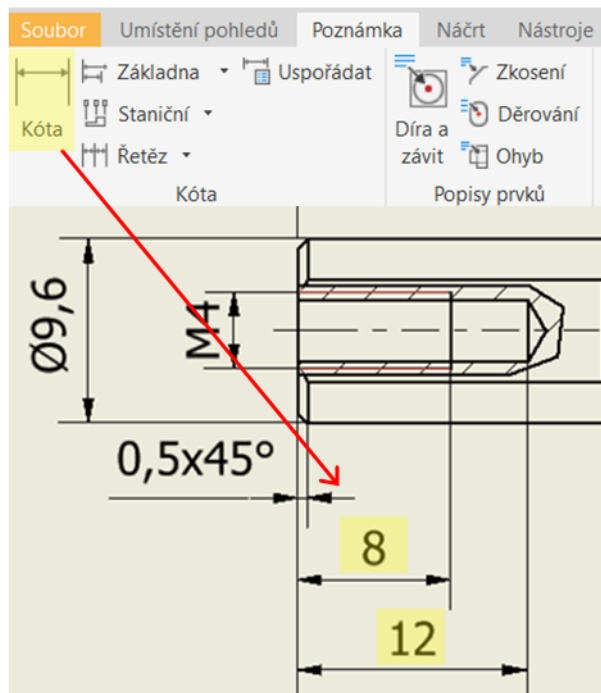 Soubor Umístění pohledů Poznámka Náčrt Nástroje
Kóta
Základna
Uspořádat
Staniční
Řetěz
Kóta
Díra a
závit
Zkosení
Děrování
Ohyb
Popisy prvků
Ø9,6
M4
0,5x45°
8
12